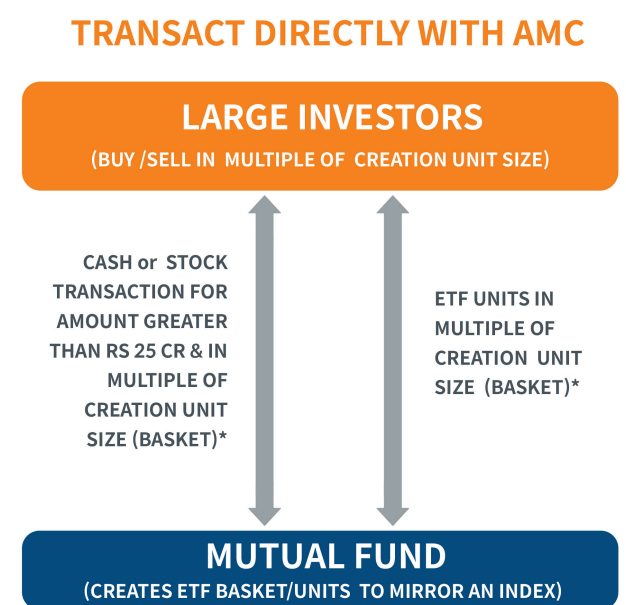 TRANSACT DIRECTLY WITH AMC
LARGE INVESTORS
(BUY /SELL IN MULTIPLE OF CREATION UNIT SIZE)
CASH or STOCK
TRANSACTION FOR
AMOUNT GREATER
THAN RS 25 CR & IN
MULTIPLE OF
CREATION UNIT
SIZE (BASKET)*
ETF UNITS IN
MULTIPLE OF
CREATION UNIT
SIZE (BASKET)*
MUTUAL FUND
(CREATES ETF BASKET/UNITS TO MIRROR AN INDEX)